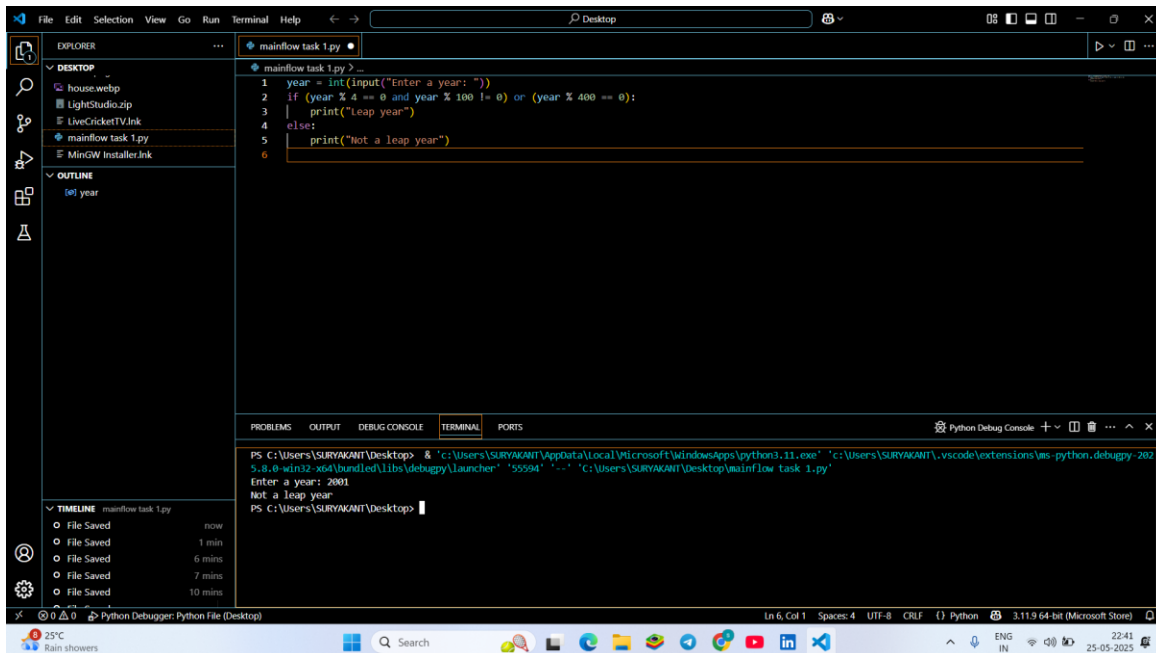 File Edit Selection View Go Run Terminal Help
Desktop
EXPLORER
DESKTOP
house.webp
LightStudio.zip
LiveCricketTV.lnk
mainflow task 1.py
MinGW Installer.lnk
OUTLINE
year
TIMELINE mainflow task 1.py
File Saved now
File Saved 1 min
File Saved 6 mins
File Saved 7 mins
File Saved 10 mins
mainflow task 1.py
mainflow task 1.py > ...
1 year = int(input("Enter a year: "))
2 if (year % 4 == 0 and year % 100 != 0) or (year % 400 == 0):
3 print("Leap year")
4 else:
5 print("Not a leap year")
6
PROBLEMS OUTPUT DEBUG CONSOLE TERMINAL PORTS
Python Debug Console
PS C:\Users\SURYAKANT\Desktop> & 'c:\Users\SURYAKANT\AppData\Local\Microsoft\WindowsApps\python3.11.exe' 'c:\Users\SURYAKANT\.vscode\extensions\ms-python.debugpy-202
5.8.0-win32-x64\bundled\libs\debugpy\launcher' '55594' '--' 'C:\Users\SURYAKANT\Desktop\mainflow task 1.py'
Enter a year: 2001
Not a leap year
PS C:\Users\SURYAKANT\Desktop>
1
0 0 Python Debugger: Python File (Desktop)
Ln 6, Col 1 Spaces: 4 UTF-8 CRLF {} Python 3.11.9 64-bit (Microsoft Store)
8
25°C
Rain showers
Search
in
ENG
IN
22:41
25-05-2025